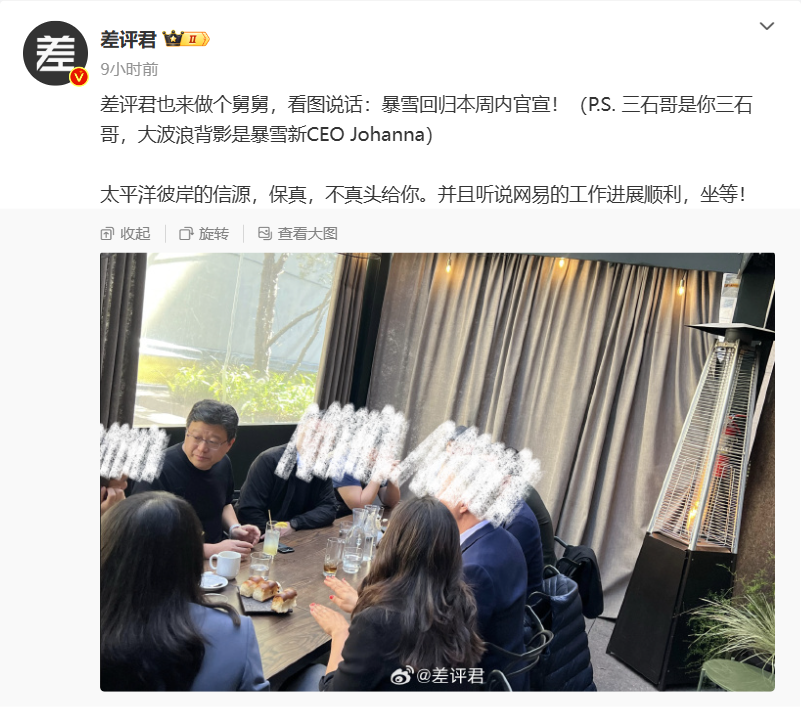 差
差评君 II
V
9小时前
差评君也来做个舅舅，看图说话：暴雪回归本周内官宣！（P.S. 三石哥是你三石
哥，大波浪背影是暴雪新CEO Johanna）
太平洋彼岸的信源，保真，不真头给你。并且听说网易的工作进展顺利，坐等！
收起 旋转 查看大图
@差评君